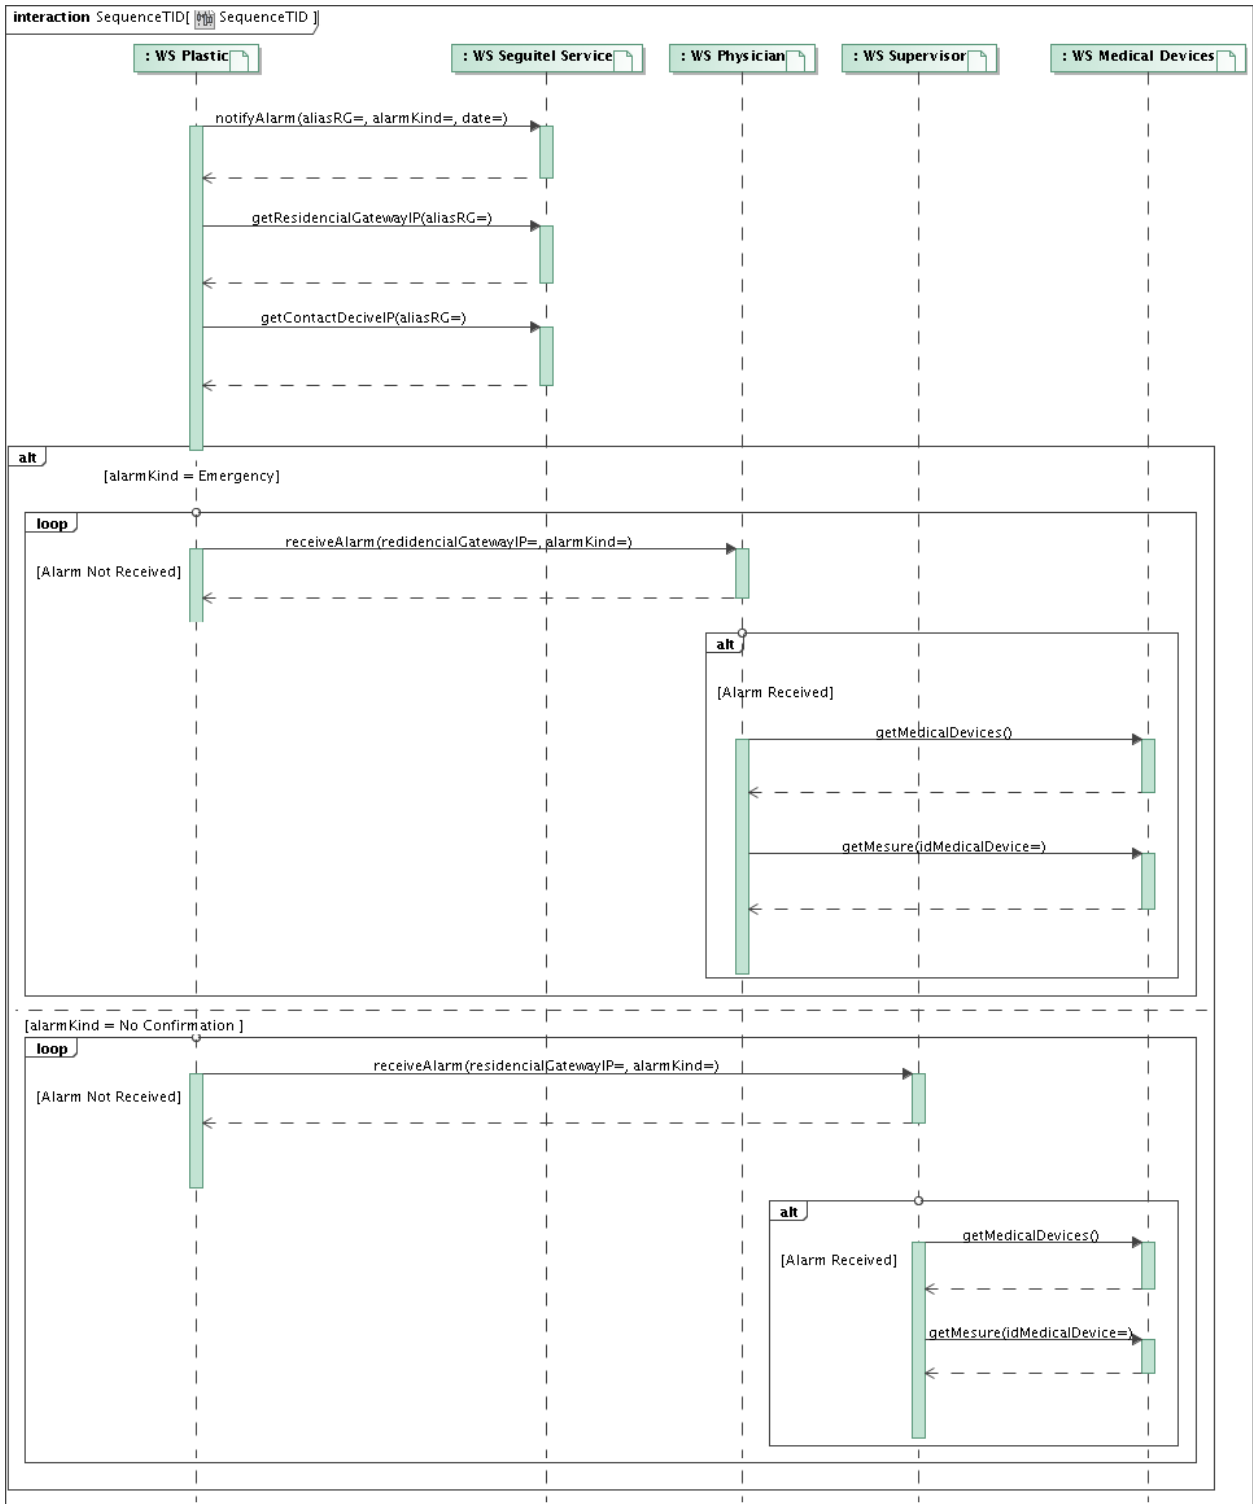 interaction SequenceTID[ SequenceTID ]
: WS Plastic : WS Seguitel Service : WS Physician : WS Supervisor : WS Medical Devices
notifyAlarm(aliasRG=, alarmKind=, date=)
getResidencialGatewayIP(aliasRG=)
getContactDeciveIP(aliasRG=)
alt
[alarmKind = Emergency]
loop
receiveAlarm(redidencialGatewayIP=, alarmKind=)
[Alarm Not Received]
alt
[Alarm Received]
getMedicalDevices()
getMesure(idMedicalDevice=)
[alarmKind = No Confirmation ]
loop
receiveAlarm(residencialGatewayIP=, alarmKind=)
[Alarm Not Received]
alt
getMedicalDevices()
[Alarm Received]
getMesure(idMedicalDevice=)